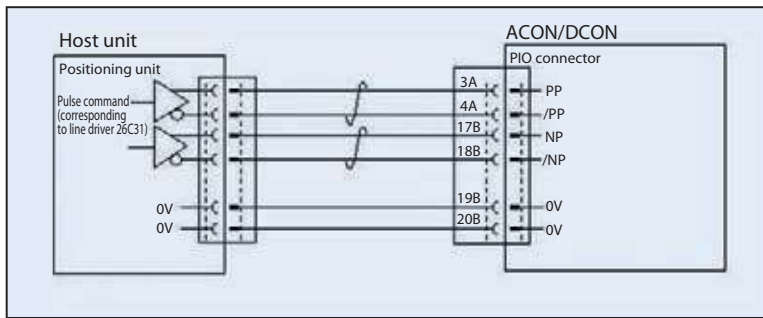 Host unit
Positioning unit
Pulse command
(corresponding
to line driver 26C31)
0V
0V
ACON/DCON
PIO connector
3A
PP
4A
/PP
17B
NP
18B
/NP
19B
0V
20B
0V